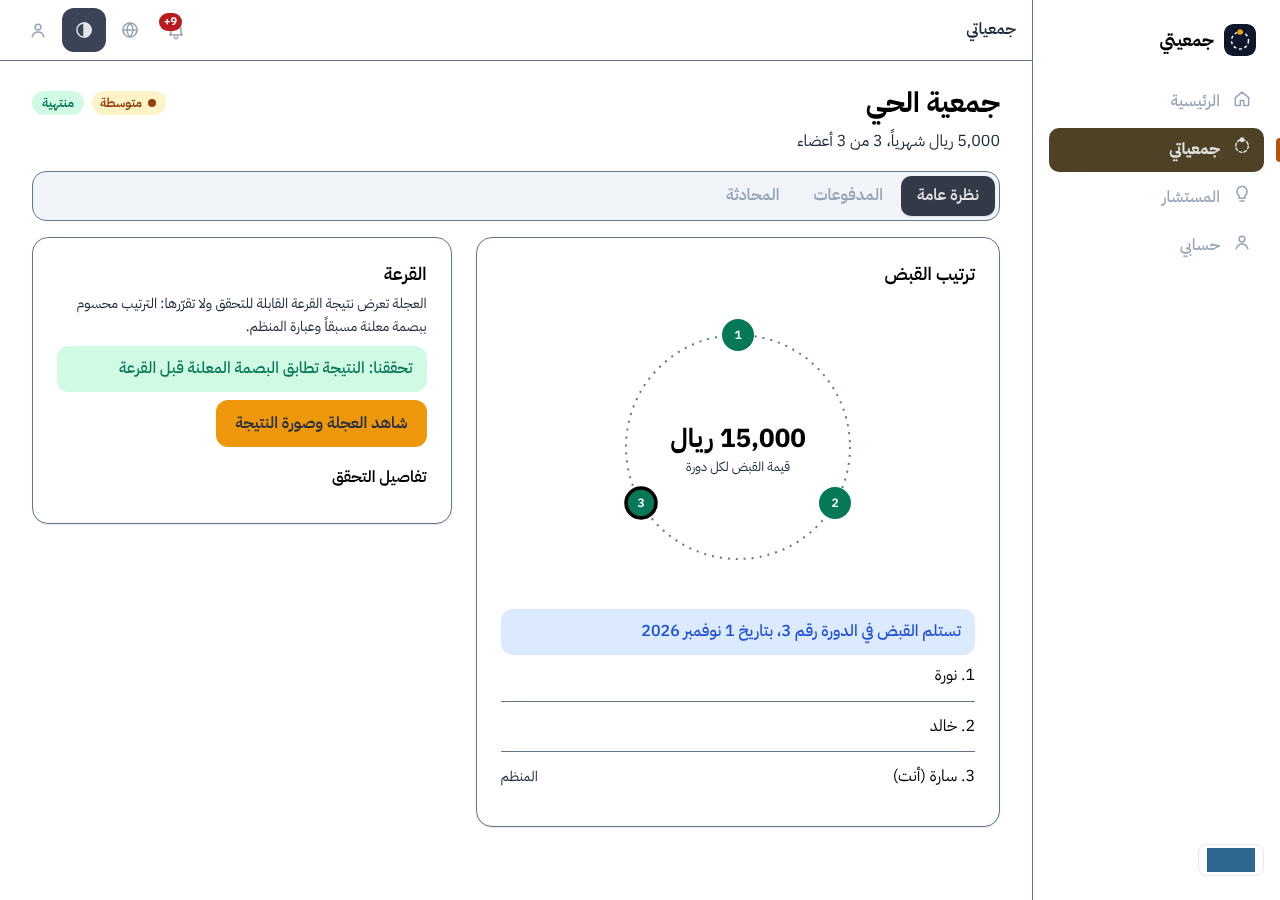 جمعيتي
الرئيسية
جمعياتي
المستشار
حسابي
جمعياتي
9+
جمعية الحي
متوسطة
منتهية
5,000 ريال شهرياً، 3 من 3 أعضاء
نظرة عامة
المدفوعات
المحادثة
ترتيب القبض
1
15,000 ريال
قيمة القبض لكل دورة
2
3
تستلم القبض في الدورة رقم 3، بتاريخ 1 نوفمبر 2026
1. نورة
2. خالد
3. سارة (أنت)
المنظم
القرعة
العجلة تعرض نتيجة القرعة القابلة للتحقق ولا تقرّرها: الترتيب محسوم
ببصمة معلنة مسبقاً وعبارة المنظم.
تحققنا: النتيجة تطابق البصمة المعلنة قبل القرعة
شاهد العجلة وصورة النتيجة
تفاصيل التحقق